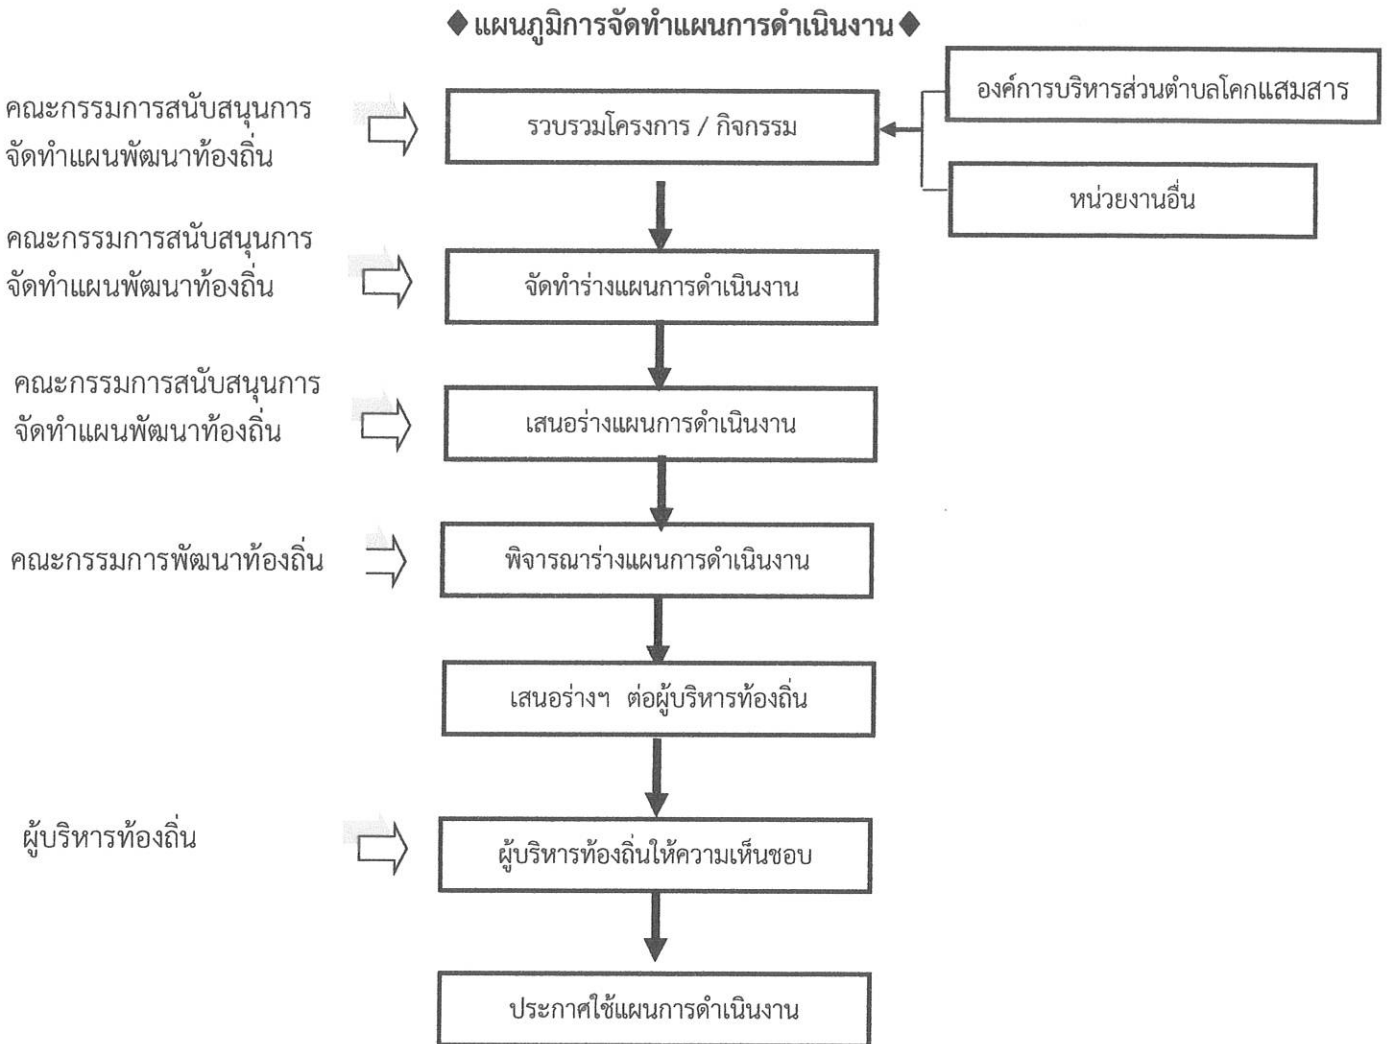 ♦ แผนภูมิการจัดทำแผนการดำเนินงาน ♦
องค์การบริหารส่วนตำบลโคกแสมสาร
คณะกรรมการสนับสนุนการ
จัดทำแผนพัฒนาท้องถิ่น
รวบรวมโครงการ / กิจกรรม
หน่วยงานอื่น
คณะกรรมการสนับสนุนการ
จัดทำแผนพัฒนาท้องถิ่น
จัดทำร่างแผนการดำเนินงาน
คณะกรรมการสนับสนุนการ
จัดทำแผนพัฒนาท้องถิ่น
เสนอร่างแผนการดำเนินงาน
คณะกรรมการพัฒนาท้องถิ่น
พิจารณาร่างแผนการดำเนินงาน
เสนอร่างฯ ต่อผู้บริหารท้องถิ่น
ผู้บริหารท้องถิ่น
ผู้บริหารท้องถิ่นให้ความเห็นชอบ
ประกาศใช้แผนการดำเนินงาน